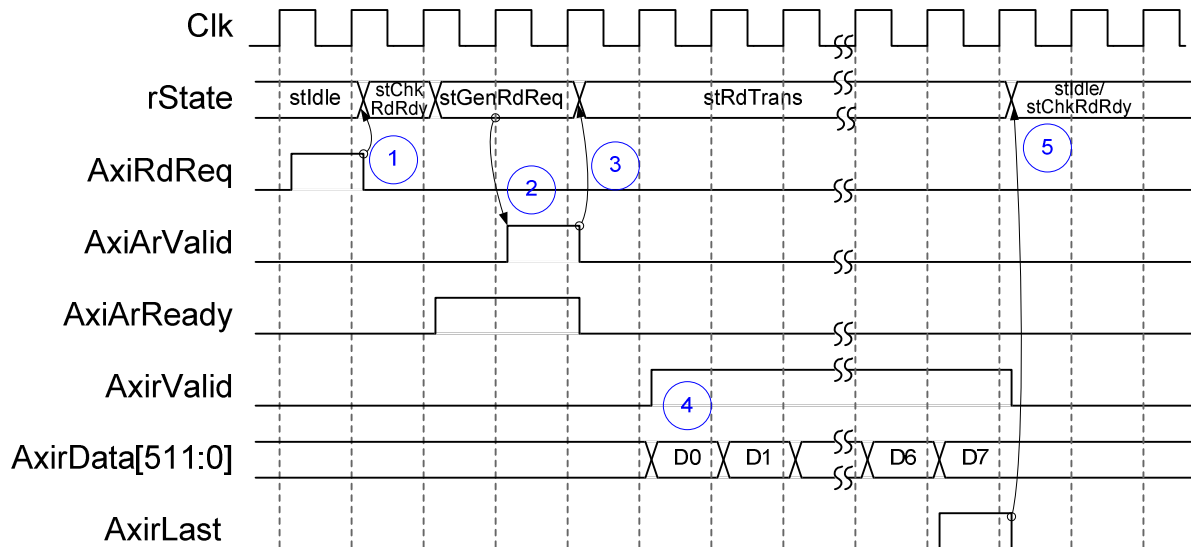 Clk
rState
stIdle
stChk
RdRdy
stGenRdReq
stRdTrans
stIdle/
stChkRdRdy
AxiRdReq
1
2
3
5
AxiArValid
AxiArReady
AxirValid
4
AxirData[511:0]
D0
D1
D6
D7
AxirLast